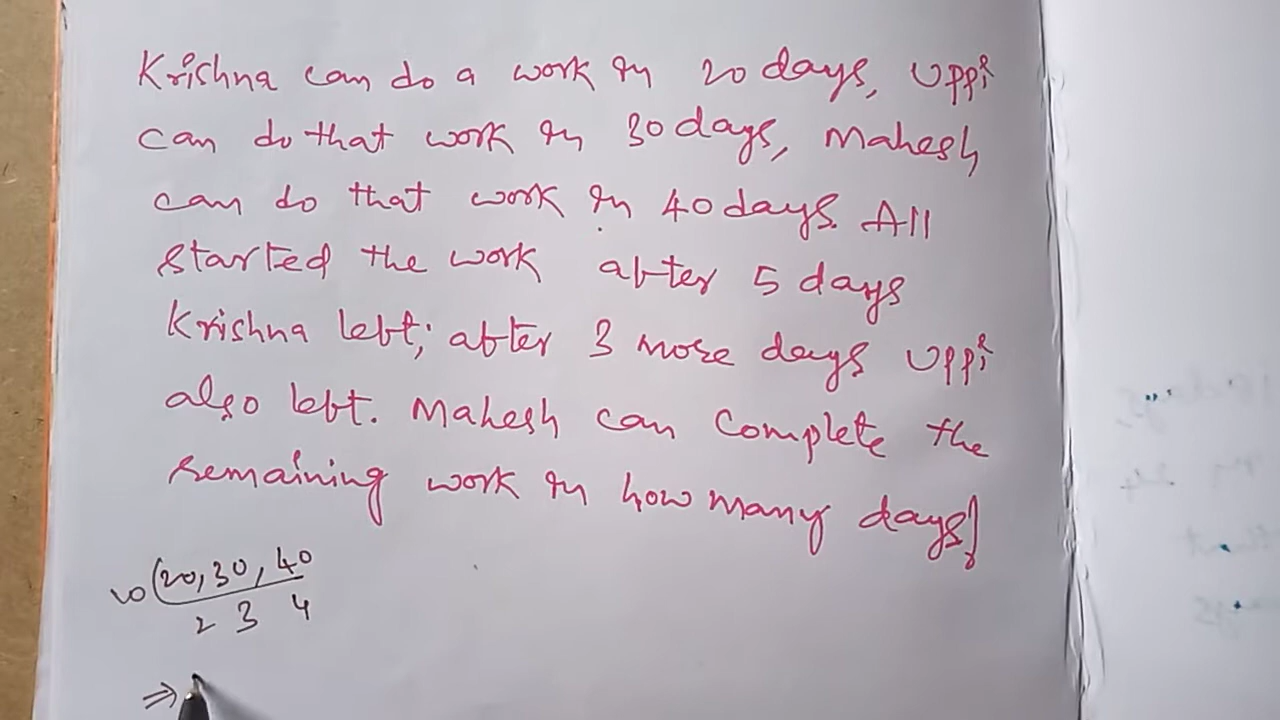 Krishna can do a work in 20 days, Uppi
can do that work in 30 days, Mahesh
can do that work in 40 days. All
started the work after 5 days
Krishna left; after 3 more days Uppi
also left. Mahesh can complete the
remaining work in how many days?
10(20, 30, 40
2 3 4
⇒